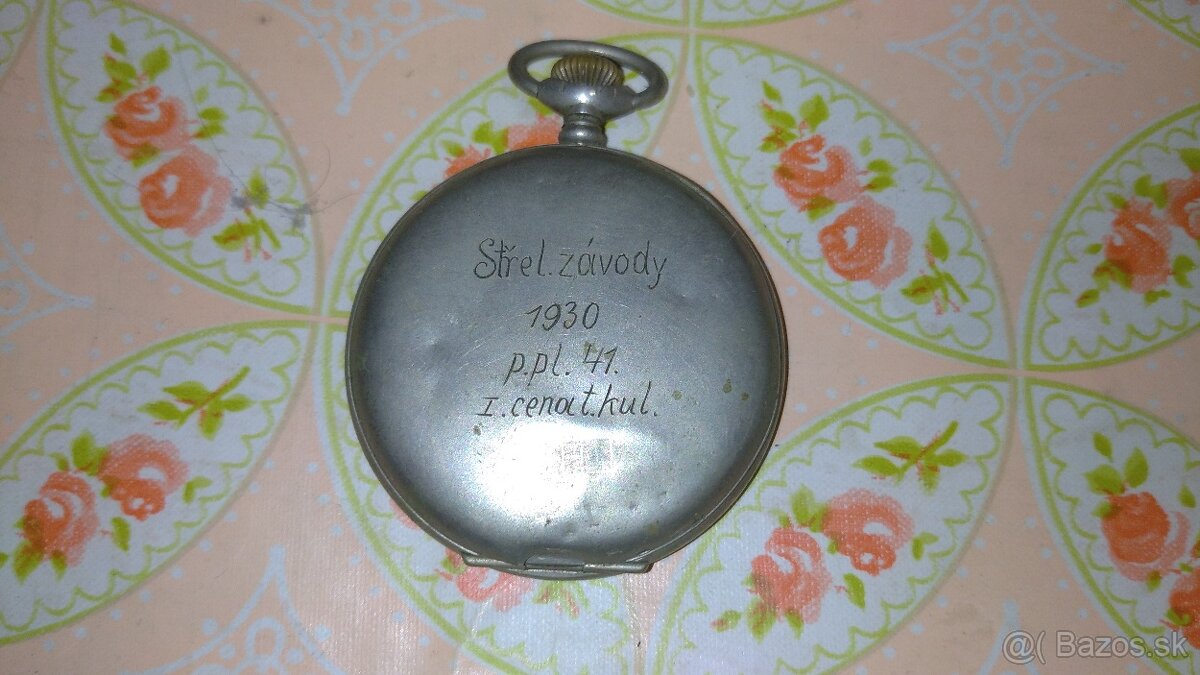 Střel. závody
1930
p.pl. 41.
I. cena t. kul.
@( Bazos.sk